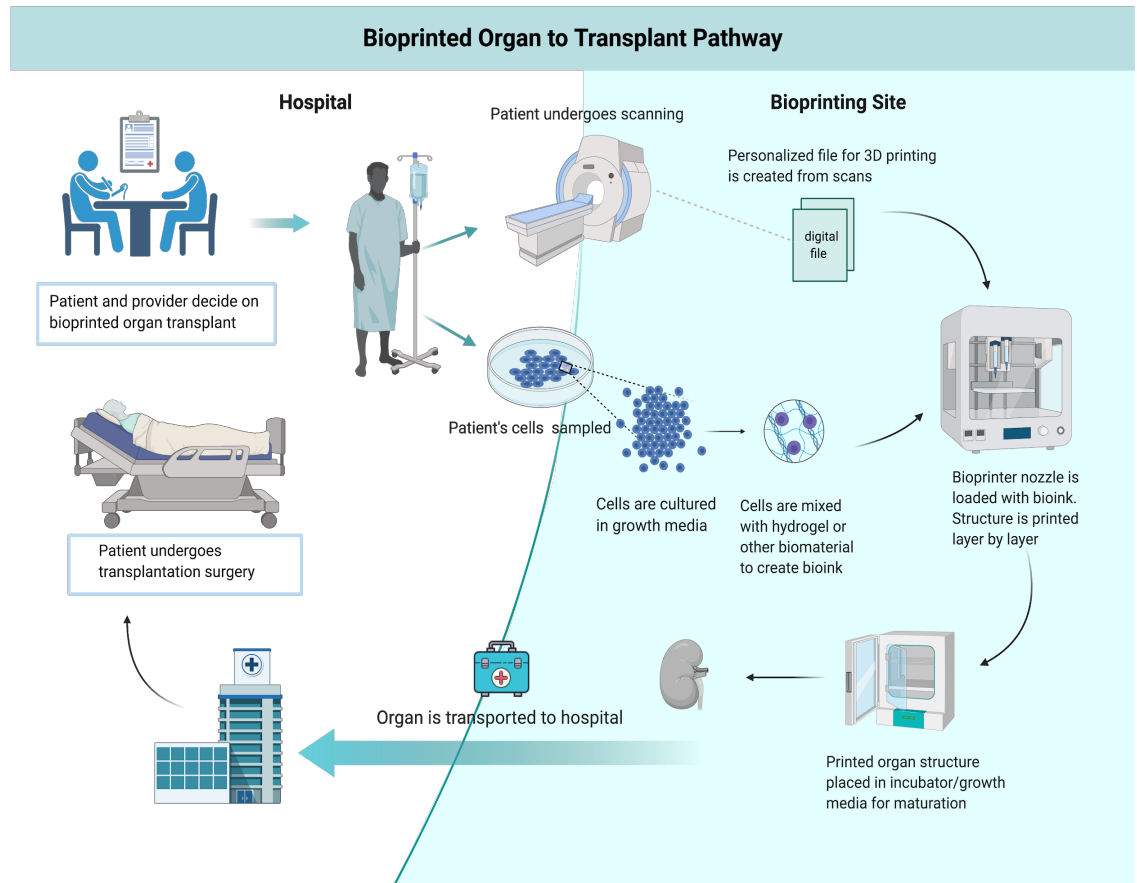 Bioprinted Organ to Transplant Pathway
Hospital
Bioprinting Site
Patient undergoes scanning
Personalized file for 3D printing
is created from scans
digital
file
Patient and provider decide on
bioprinted organ transplant
Patient's cells sampled
Cells are cultured
in growth media
Cells are mixed
with hydrogel or
other biomaterial
to create bioink
Bioprinter nozzle is
loaded with bioink.
Structure is printed
layer by layer
Patient undergoes
transplantation surgery
Organ is transported to hospital
Printed organ structure
placed in incubator/growth
media for maturation